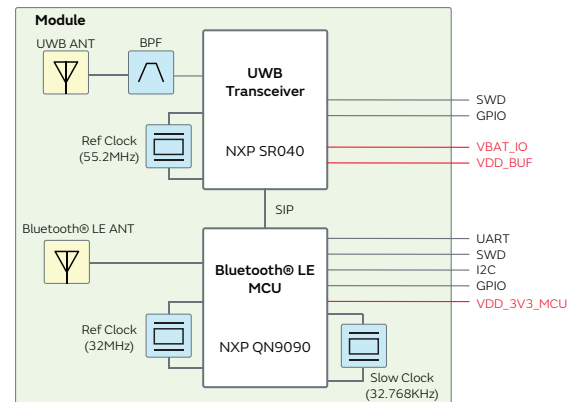 Module
UWB ANT
BPF
UWB
Transceiver
SWD
GPIO
Ref Clock
(55.2MHz)
NXP SR040
VBAT_IO
VDD_BUF
SIP
Bluetooth® LE ANT
UART
SWD
Bluetooth® LE
MCU
I2C
GPIO
VDD_3V3_MCU
Ref Clock
(32MHz)
NXP QN9090
Slow Clock
(32.768KHz)